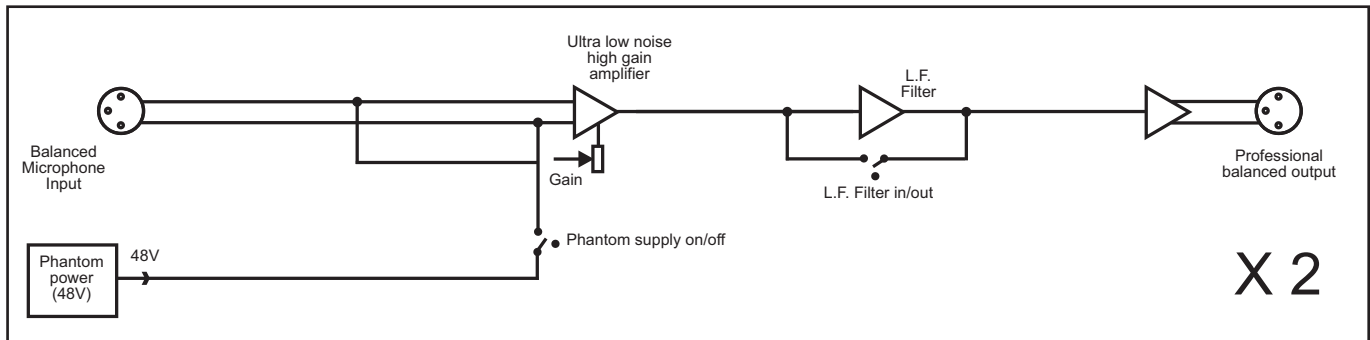 Ultra low noise
high gain
amplifier
L.F.
Filter
Balanced
Microphone
Input
Gain
L.F. Filter in/out
Professional
balanced output
Phantom supply on/off
48V
Phantom
power
(48V)
X 2